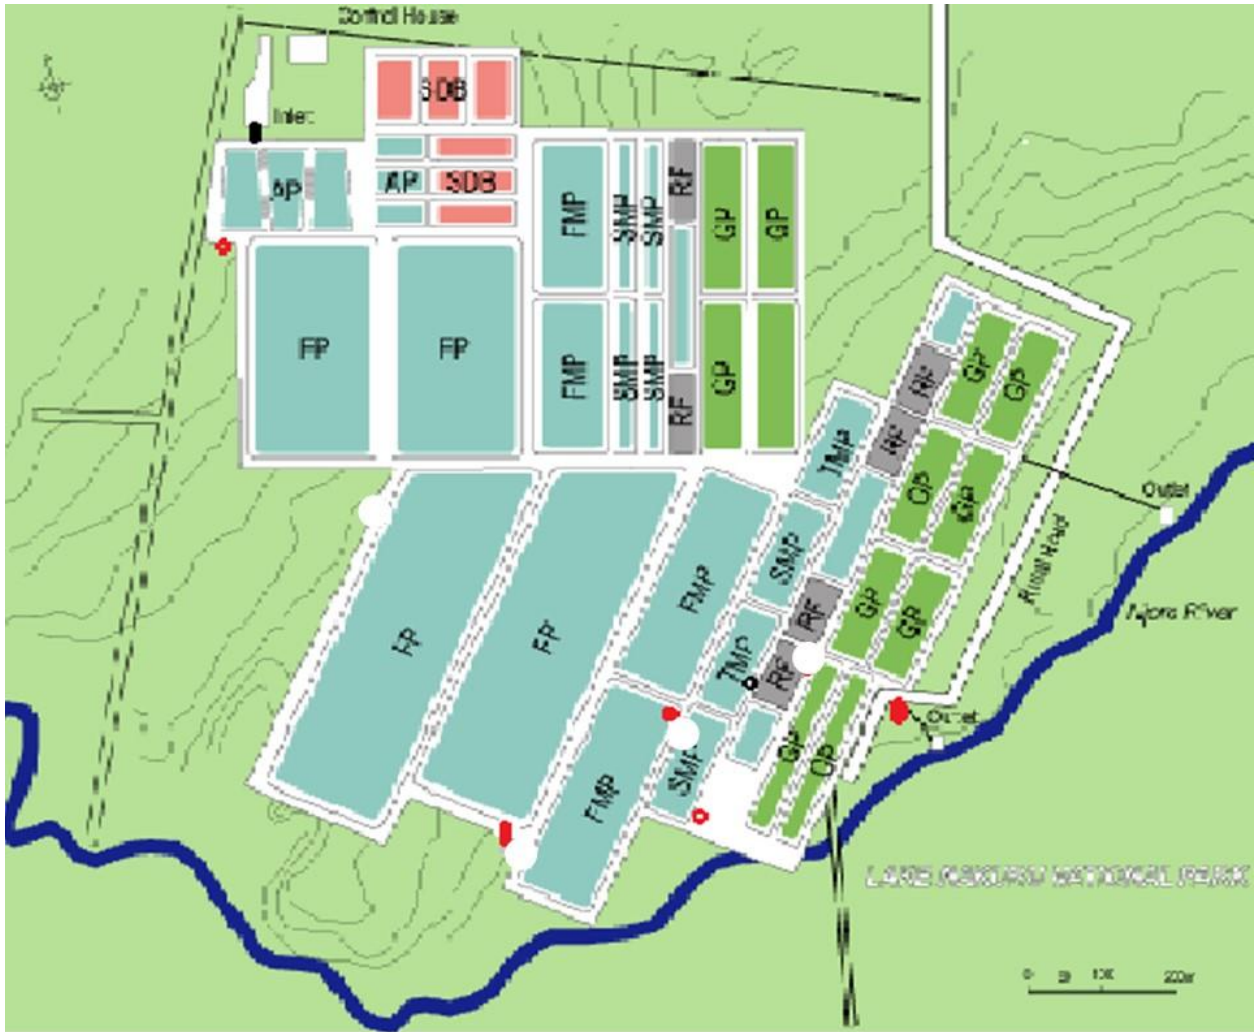 Control House
Inlet
SDB
AP
AP
SDB
FMP
SMP
SMP
RF
GP
GP
FP
FP
FMP
SMP
SMP
RF
GP
GP
GP
RF
RF
TMP
GP
GP
Outlet
SMP
FMP
Road
RF
GP
GP
Njoro River
FP
FP
TMP
RF
SMP
GP
GP
Outlet
FMP
LAKE NAKURU NATIONAL PARK
0 50 100 200m